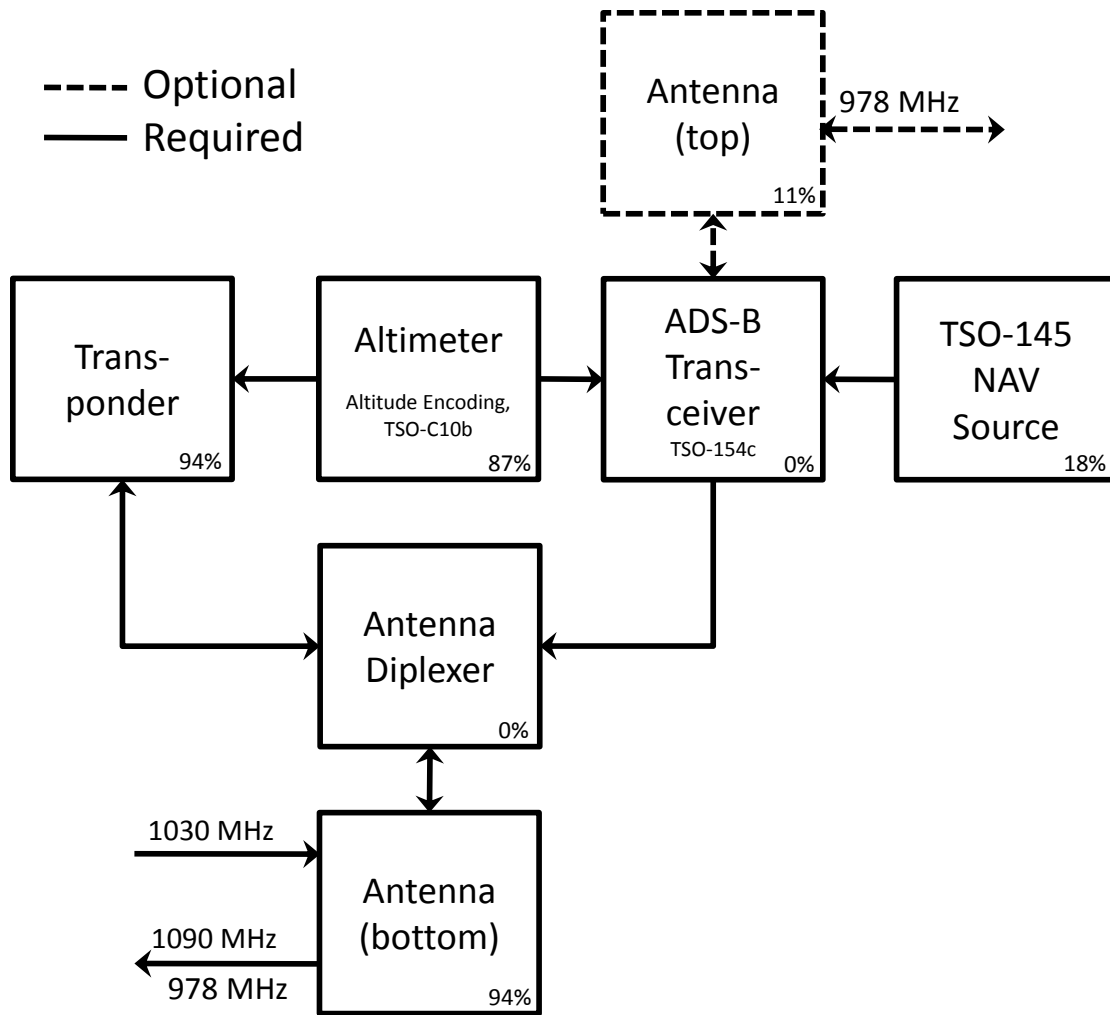 Optional
Required
Antenna
(top)
11%
978 MHz
Trans-
ponder
94%
Altimeter
Altitude Encoding,
TSO-C10b
87%
ADS-B
Trans-
ceiver
TSO-154c
0%
TSO-145
NAV
Source
18%
Antenna
Diplexer
0%
1030 MHz
1090 MHz
978 MHz
Antenna
(bottom)
94%